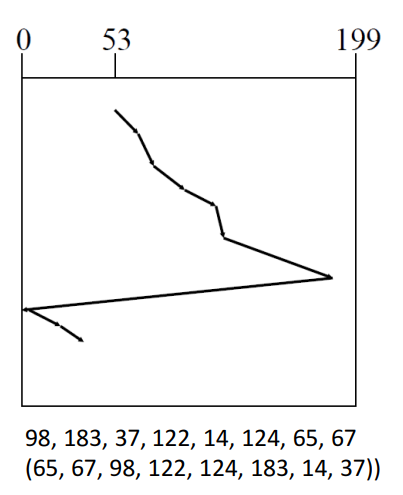 0 53 199
98, 183, 37, 122, 14, 124, 65, 67
(65, 67, 98, 122, 124, 183, 14, 37))